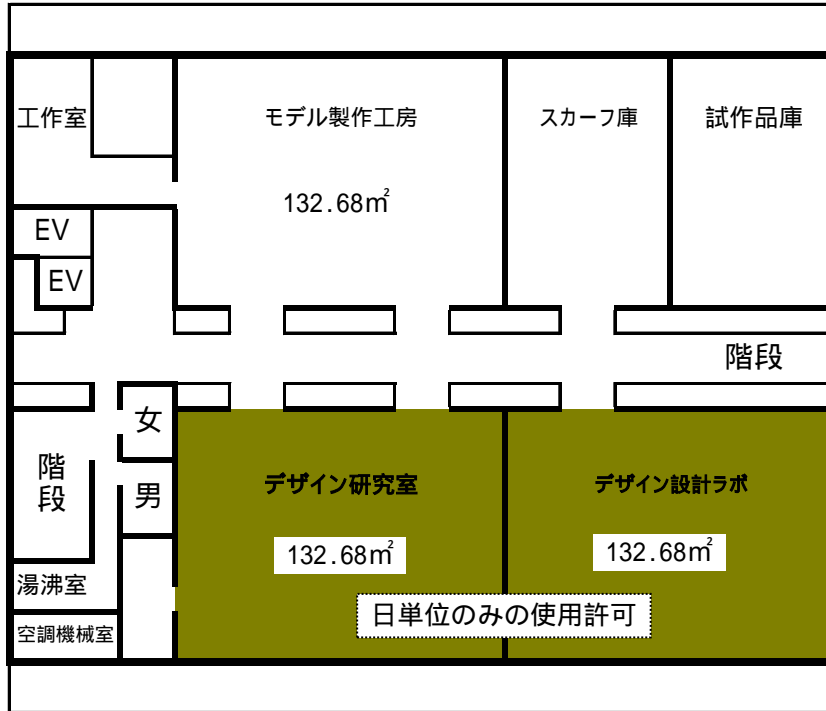 工作室
モデル製作工房
スカーフ庫
試作品庫
132.68㎡
EV
EV
階段
女
階段
男
デザイン研究室
デザイン設計ラボ
132.68㎡
132.68㎡
湯沸室
日単位のみの使用許可
空調機械室